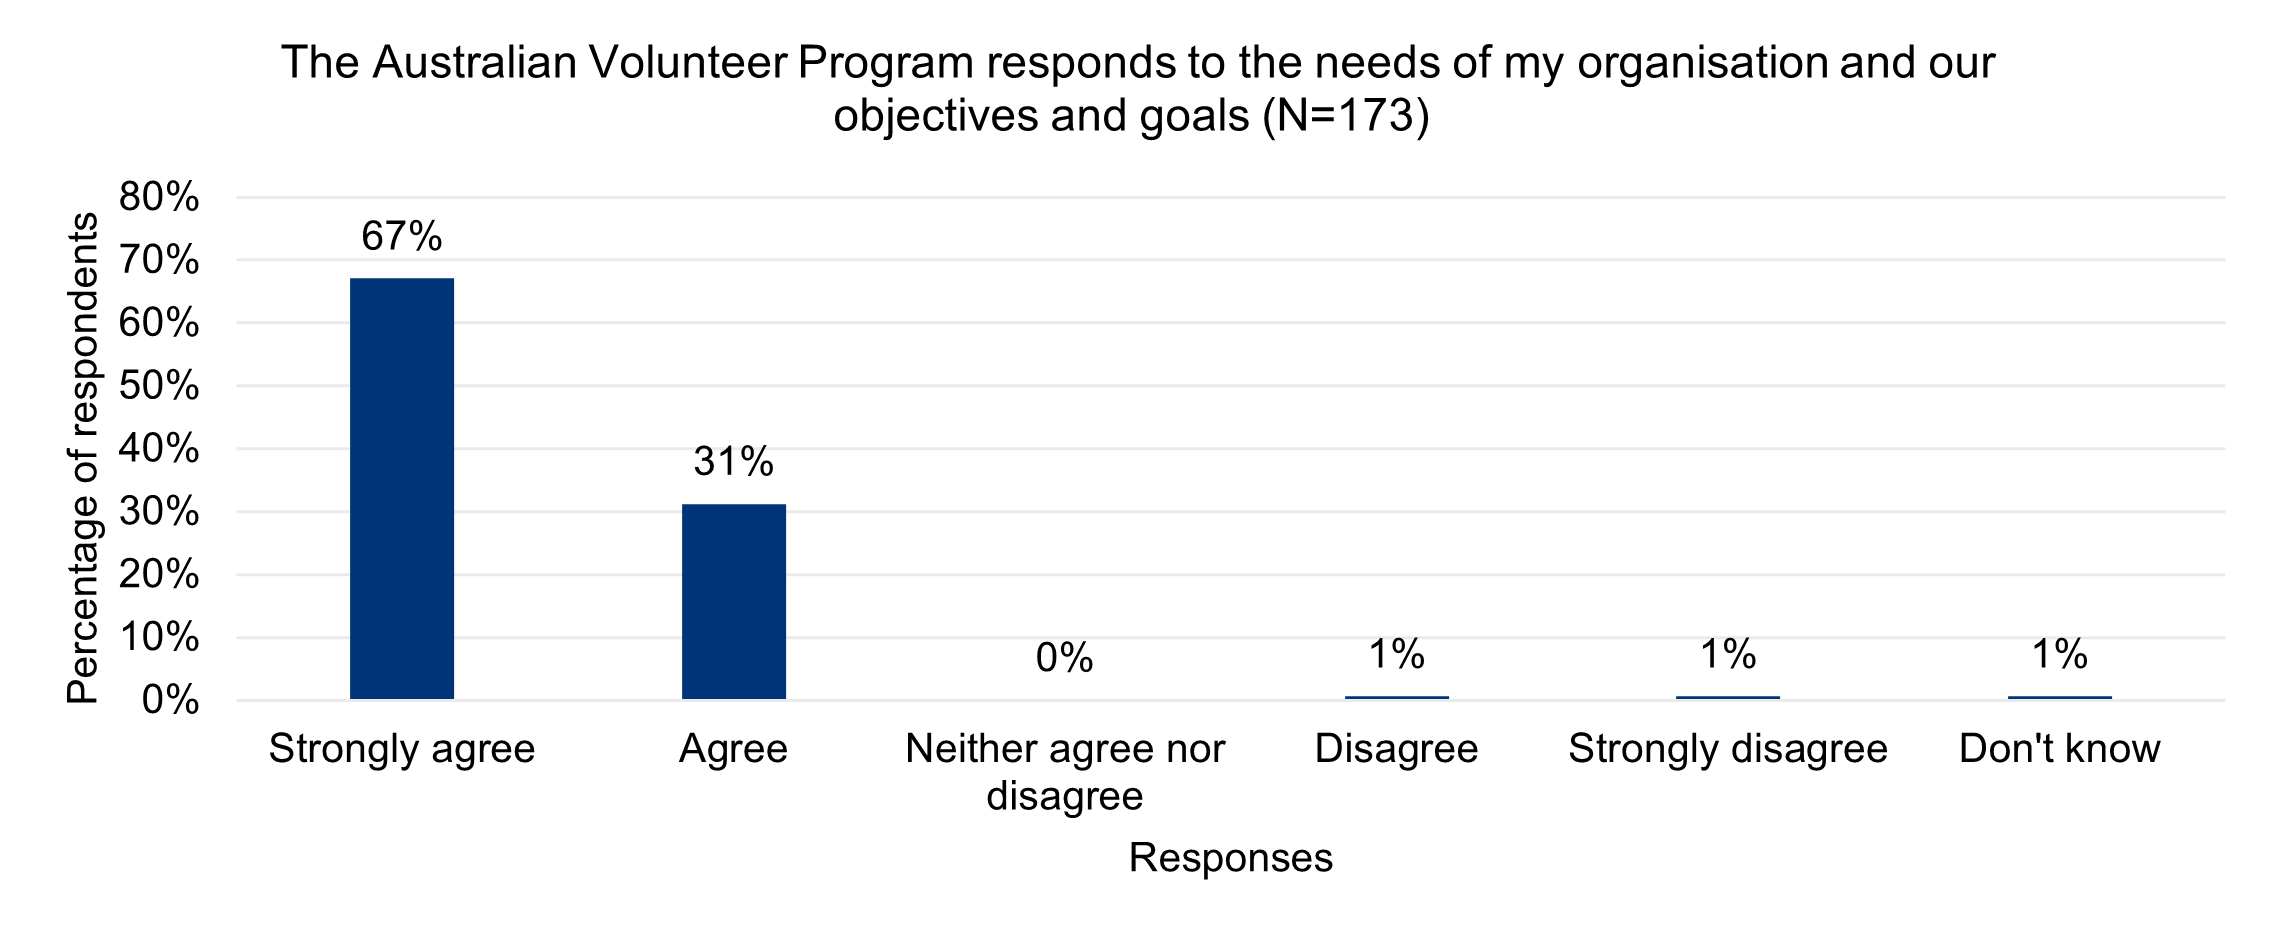 The Australian Volunteer Program responds to the needs of my organisation and our
objectives and goals (N=173)
Percentage of respondents
80%
70%
60%
50%
40%
30%
20%
10%
0%
67%
31%
0%
1%
1%
1%
Strongly agree
Agree
Neither agree nor
disagree
Disagree
Strongly disagree
Don't know
Responses